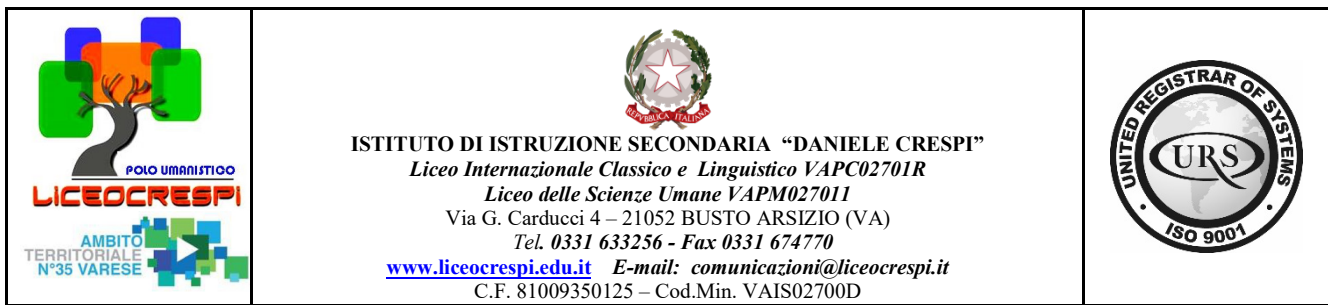 POLO UMANISTICO
LICEOCRESPI
AMBITO
TERRITORIALE
N°35 VARESE
REPVBBLICA ITALIANA
ISTITUTO DI ISTRUZIONE SECONDARIA “DANIELE CRESPI”
Liceo Internazionale Classico e Linguistico VAPC02701R
Liceo delle Scienze Umane VAPM027011
Via G. Carducci 4 – 21052 BUSTO ARSIZIO (VA)
Tel. 0331 633256 - Fax 0331 674770
www.liceocrespi.edu.it E-mail: comunicazioni@liceocrespi.it
C.F. 81009350125 – Cod.Min. VAIS02700D
UNITED REGISTRAR OF SYSTEMS
URS
ISO 9001